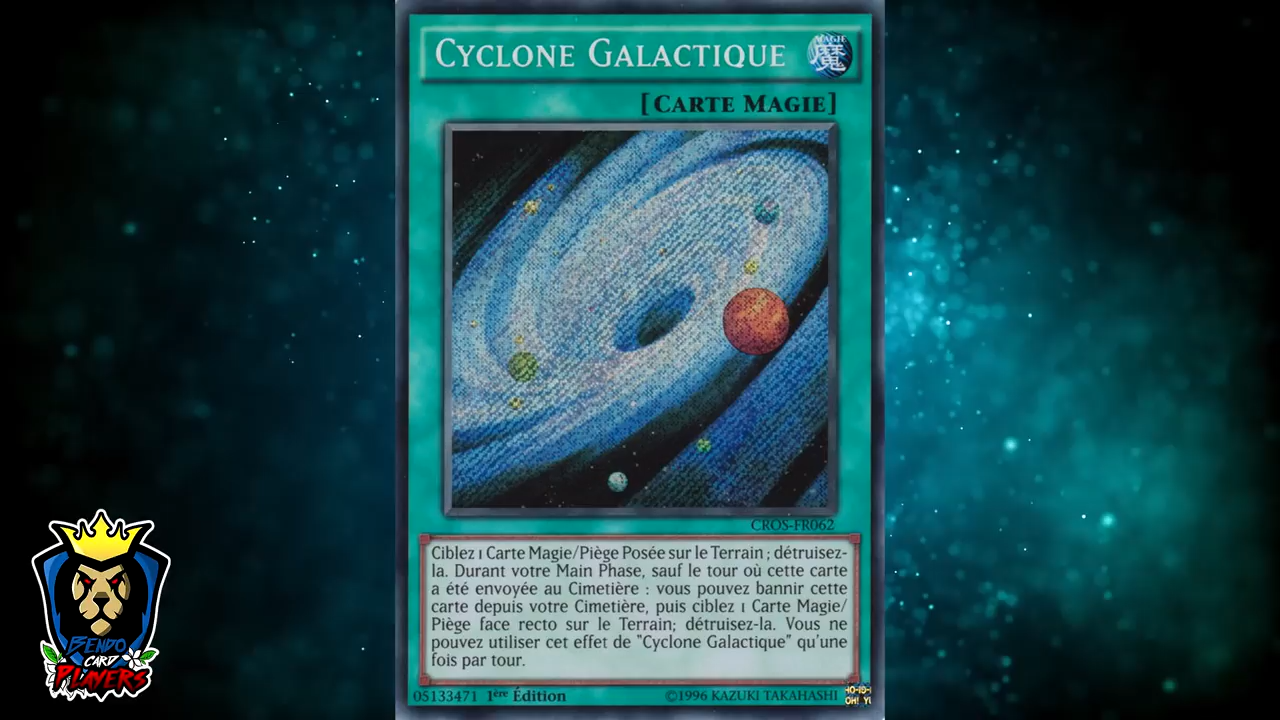 CYCLONE GALACTIQUE
MAGIE
魔
[CARTE MAGIE]
CROS-FR062
Ciblez 1 Carte Magie/Piège Posée sur le Terrain ; détruisez-
la. Durant votre Main Phase, sauf le tour où cette carte
a été envoyée au Cimetière : vous pouvez bannir cette
carte depuis votre Cimetière, puis ciblez 1 Carte Magie/
Piège face recto sur le Terrain; détruisez-la. Vous ne
pouvez utiliser cet effet de "Cyclone Galactique" qu'une
fois par tour.
05133471 1ère Édition ©1996 KAZUKI TAKAHASHI
BENDO
CARD
PLAYERS